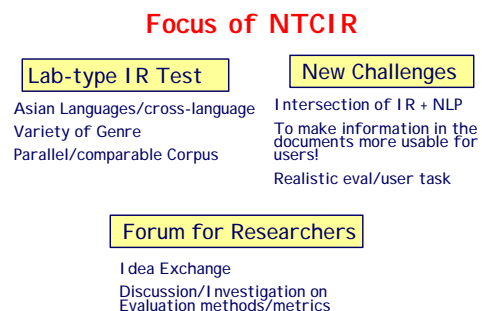 Focus of NTCIR
Lab-type IR Test
Asian Languages/cross-language
Variety of Genre
Parallel/comparable Corpus
New Challenges
Intersection of IR + NLP
To make information in the
documents more usable for
users!
Realistic eval/user task
Forum for Researchers
Idea Exchange
Discussion/Investigation on
Evaluation methods/metrics